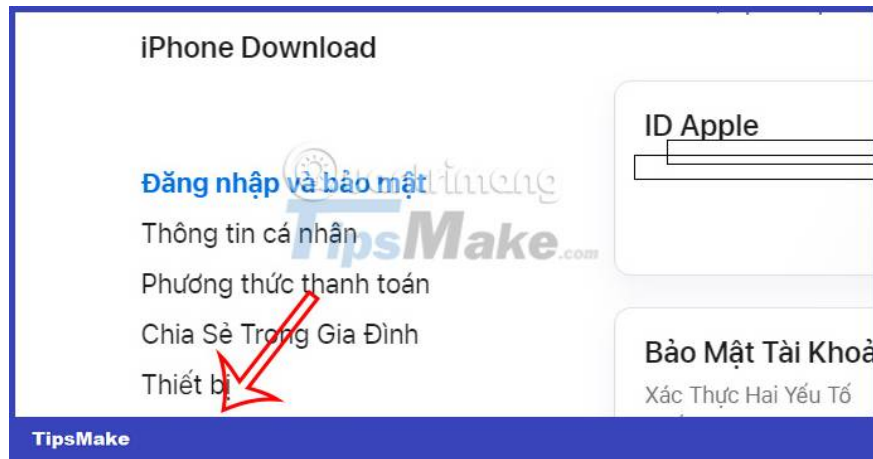 iPhone Download
Đăng nhập và bảo mật
Thông tin cá nhân
Phương thức thanh toán
Chia Sẻ Trong Gia Đình
Thiết bị
ID Apple
Bảo Mật Tài Khoả
Xác Thực Hai Yếu Tố
Quantrimang
TipsMake.com
TipsMake